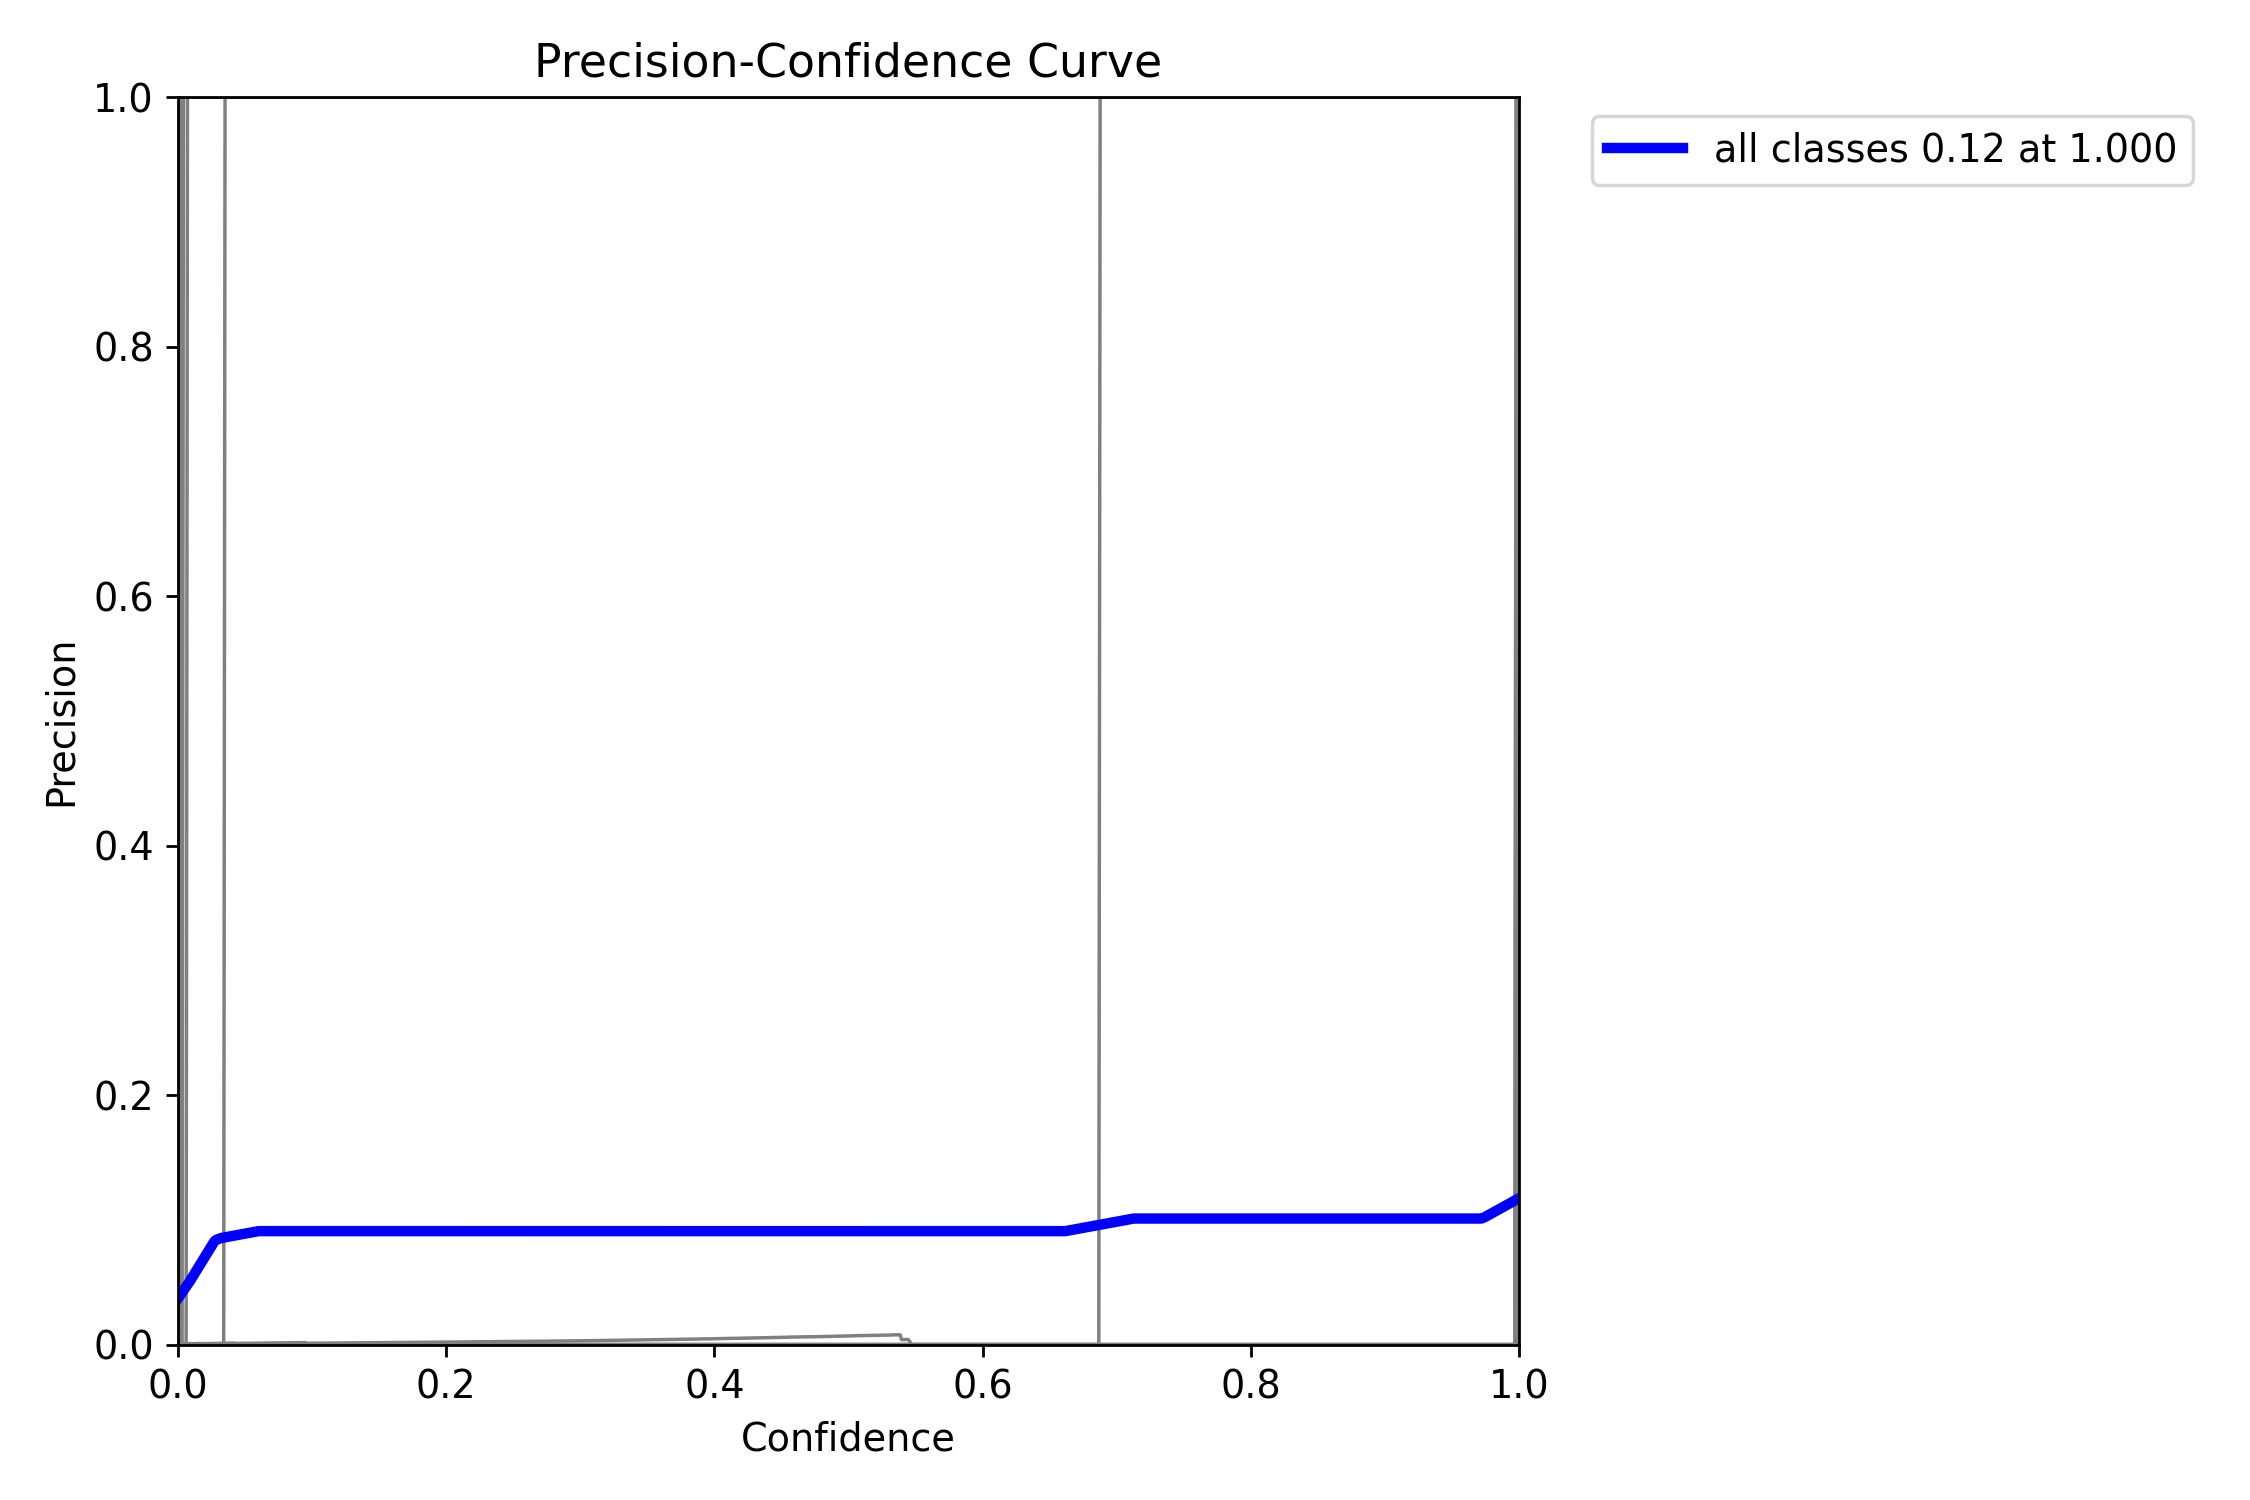 Precision-Confidence Curve
all classes 0.12 at 1.000
Precision
1.0
0.8
0.6
0.4
0.2
0.0
0.0 0.2 0.4 0.6 0.8 1.0
Confidence